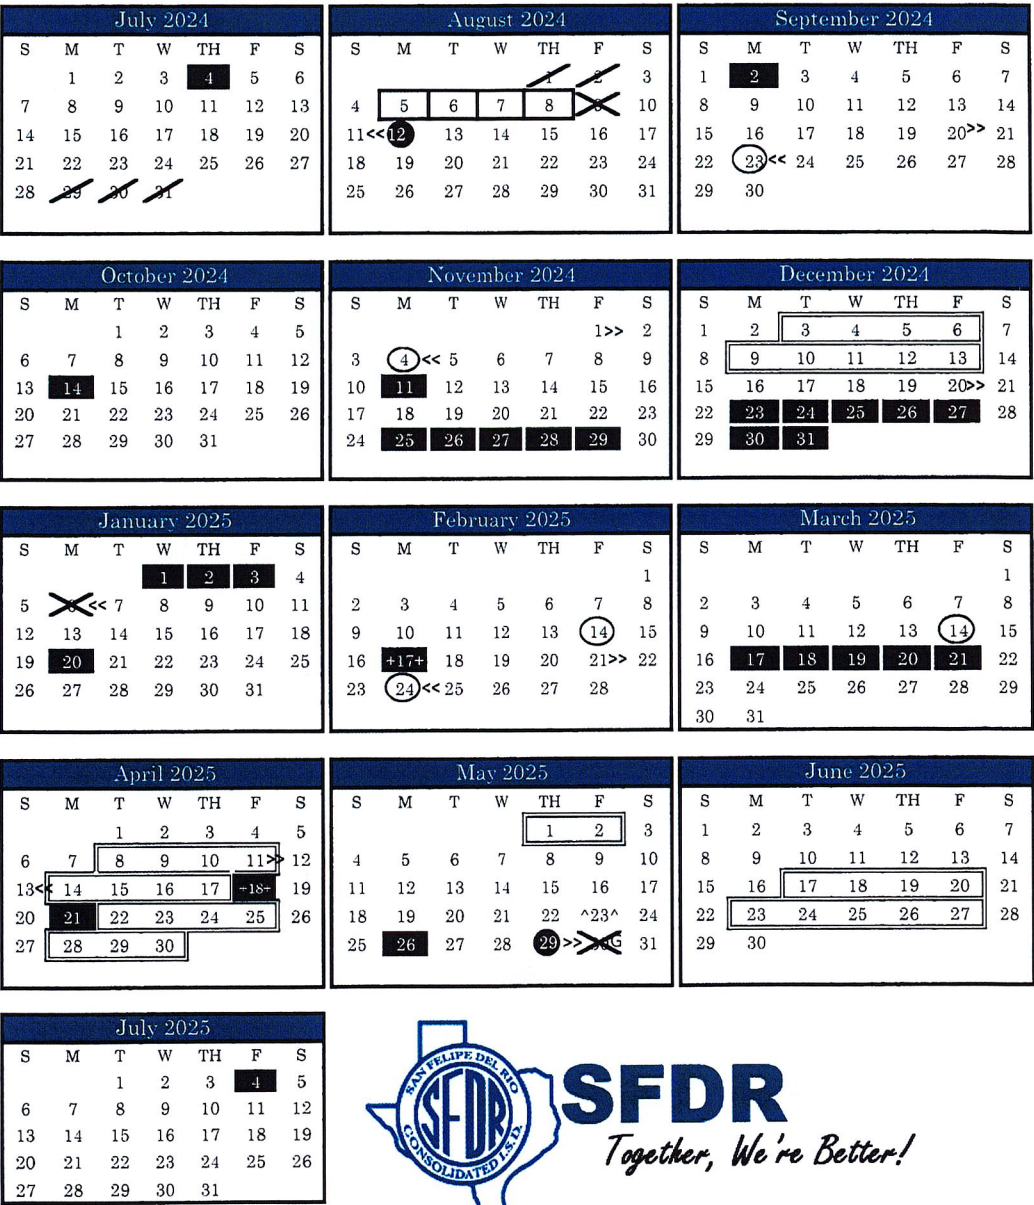 July 2024
S M T W TH F S
1 2 3 4 5 6
7 8 9 10 11 12 13
14 15 16 17 18 19 20
21 22 23 24 25 26 27
28 29 30 31
August 2024
S M T W TH F S
1 2 3
4 5 6 7 8 9 10
11<< 12 13 14 15 16 17
18 19 20 21 22 23 24
25 26 27 28 29 30 31
September 2024
S M T W TH F S
1 2 3 4 5 6 7
8 9 10 11 12 13 14
15 16 17 18 19 20>> 21
22 23<< 24 25 26 27 28
29 30
October 2024
S M T W TH F S
1 2 3 4 5
6 7 8 9 10 11 12
13 14 15 16 17 18 19
20 21 22 23 24 25 26
27 28 29 30 31
November 2024
S M T W TH F S
1>> 2
3 4 << 5 6 7 8 9
10 11 12 13 14 15 16
17 18 19 20 21 22 23
24 25 26 27 28 29 30
December 2024
S M T W TH F S
1 2 3 4 5 6 7
8 9 10 11 12 13 14
15 16 17 18 19 20>> 21
22 23 24 25 26 27 28
29 30 31
January 2025
S M T W TH F S
1 2 3 4
5 6 << 7 8 9 10 11
12 13 14 15 16 17 18
19 20 21 22 23 24 25
26 27 28 29 30 31
February 2025
S M T W TH F S
1
2 3 4 5 6 7 8
9 10 11 12 13 14 15
16 +17+ 18 19 20 21>> 22
23 24 << 25 26 27 28
March 2025
S M T W TH F S
1
2 3 4 5 6 7 8
9 10 11 12 13 14 15
16 17 18 19 20 21 22
23 24 25 26 27 28 29
30 31
April 2025
S M T W TH F S
1 2 3 4 5
6 7 8 9 10 11>> 12
13<< 14 15 16 17 +18+ 19
20 21 22 23 24 25 26
27 28 29 30
May 2025
S M T W TH F S
1 2 3
4 5 6 7 8 9 10
11 12 13 14 15 16 17
18 19 20 21 22 ^23^ 24
25 26 27 28 29 >> 30G 31
June 2025
S M T W TH F S
1 2 3 4 5 6 7
8 9 10 11 12 13 14
15 16 17 18 19 20 21
22 23 24 25 26 27 28
29 30
July 2025
S M T W TH F S
1 2 3 4 5
6 7 8 9 10 11 12
13 14 15 16 17 18 19
20 21 22 23 24 25 26
27 28 29 30 31
SAN FELIPE DEL RIO
SFDR
CONSOLIDATED I.S.D.
SFDR
Together, We're Better!